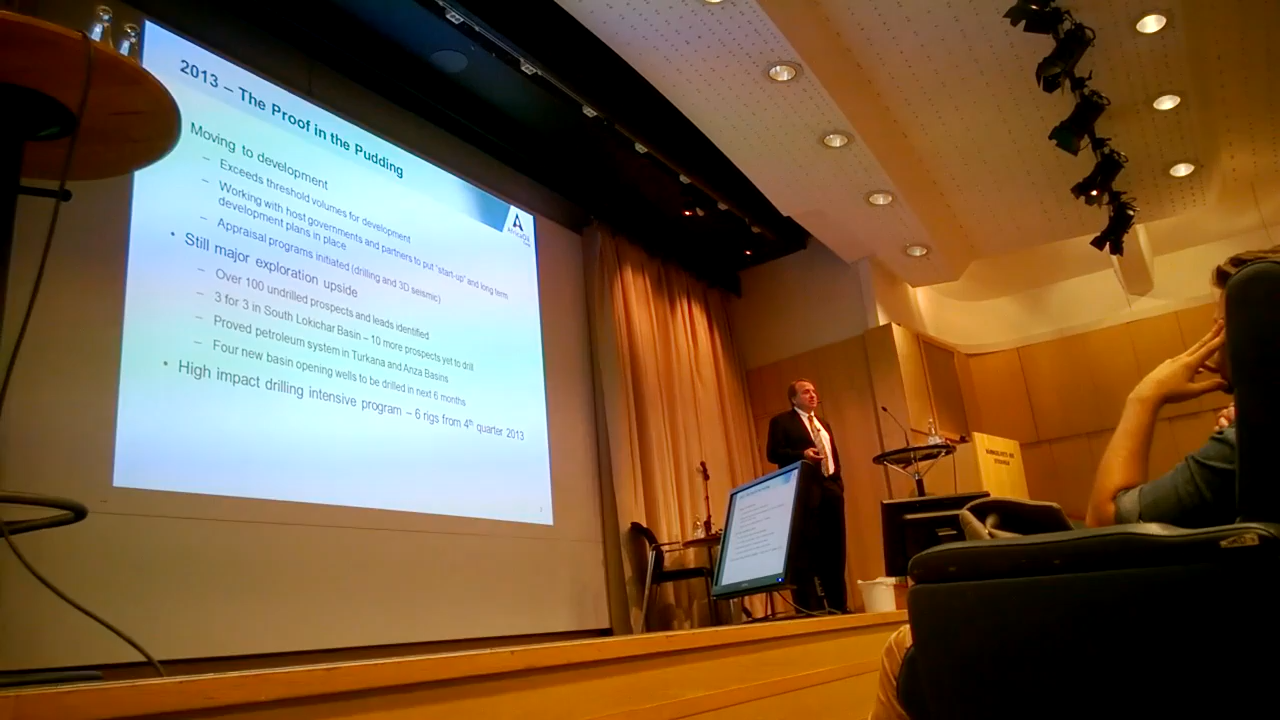 2013 – The Proof in the Pudding
Moving to development
– Exceeds threshold volumes for development
– Working with host governments and partners to put "start-up" and long term
development plans in place
– Appraisal programs initiated (drilling and 3D seismic)
• Still major exploration upside
– Over 100 undrilled prospects and leads identified
– 3 for 3 in South Lokichar Basin – 10 more prospects yet to drill
– Proved petroleum system in Turkana and Anza Basins
– Four new basin opening wells to be drilled in next 6 months
• High impact drilling intensive program – 6 rigs from 4th quarter 2013